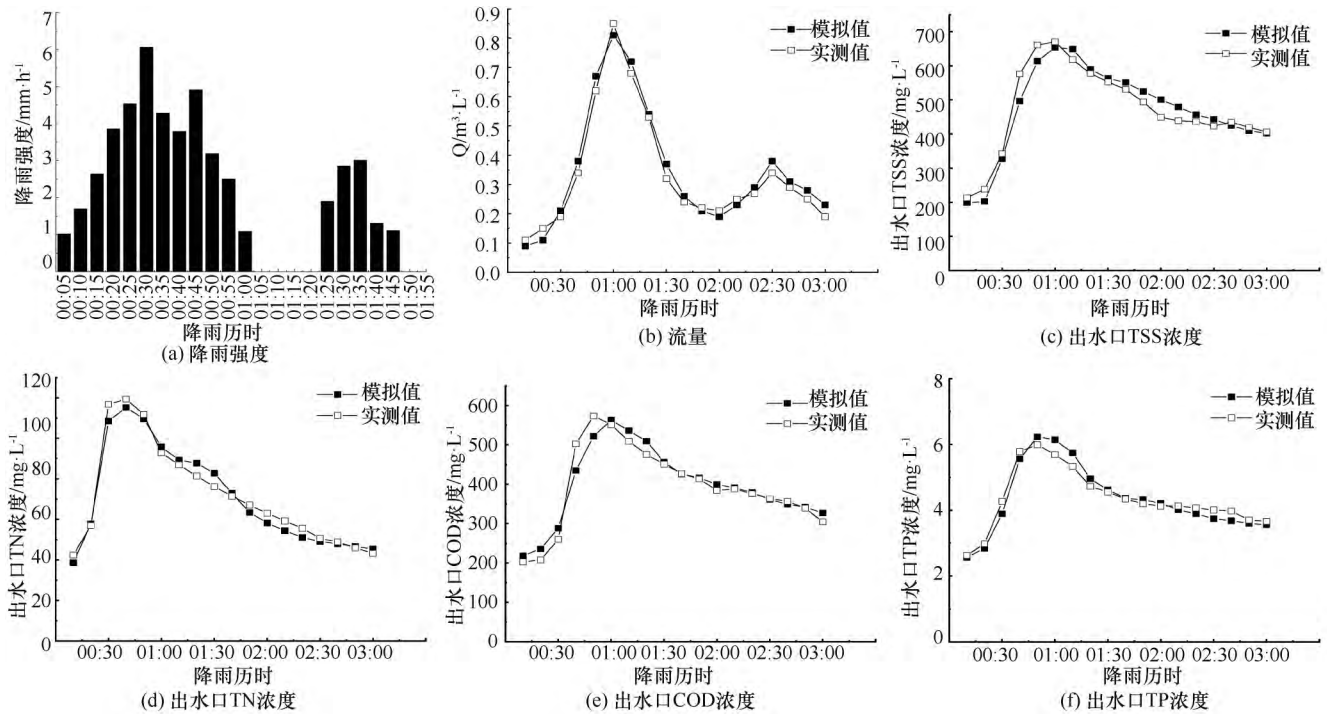 7
6
5
4
3
2
1
0
降雨强度/mm·h⁻¹
00:05
00:10
00:15
00:20
00:25
00:30
00:35
00:40
00:45
00:50
00:55
01:00
01:05
01:10
01:15
01:20
01:25
01:30
01:35
01:40
01:45
01:50
01:55
降雨历时
(a) 降雨强度
0.9
0.8
0.7
0.6
0.5
0.4
0.3
0.2
0.1
0.0
Q/m³·L⁻¹
模拟值
实测值
00:30 01:00 01:30 02:00 02:30 03:00
降雨历时
(b) 流量
700
600
500
400
300
200
100
0
出水口TSS浓度/mg·L⁻¹
模拟值
实测值
00:30 01:00 01:30 02:00 02:30 03:00
降雨历时
(c) 出水口TSS浓度
120
100
80
60
40
20
0
出水口TN浓度/mg·L⁻¹
模拟值
实测值
00:30 01:00 01:30 02:00 02:30 03:00
降雨历时
(d) 出水口TN浓度
600
500
400
300
200
100
0
出水口COD浓度/mg·L⁻¹
模拟值
实测值
00:30 01:00 01:30 02:00 02:30 03:00
降雨历时
(e) 出水口COD浓度
8
6
4
2
0
出水口TP浓度/mg·L⁻¹
模拟值
实测值
00:30 01:00 01:30 02:00 02:30 03:00
降雨历时
(f) 出水口TP浓度